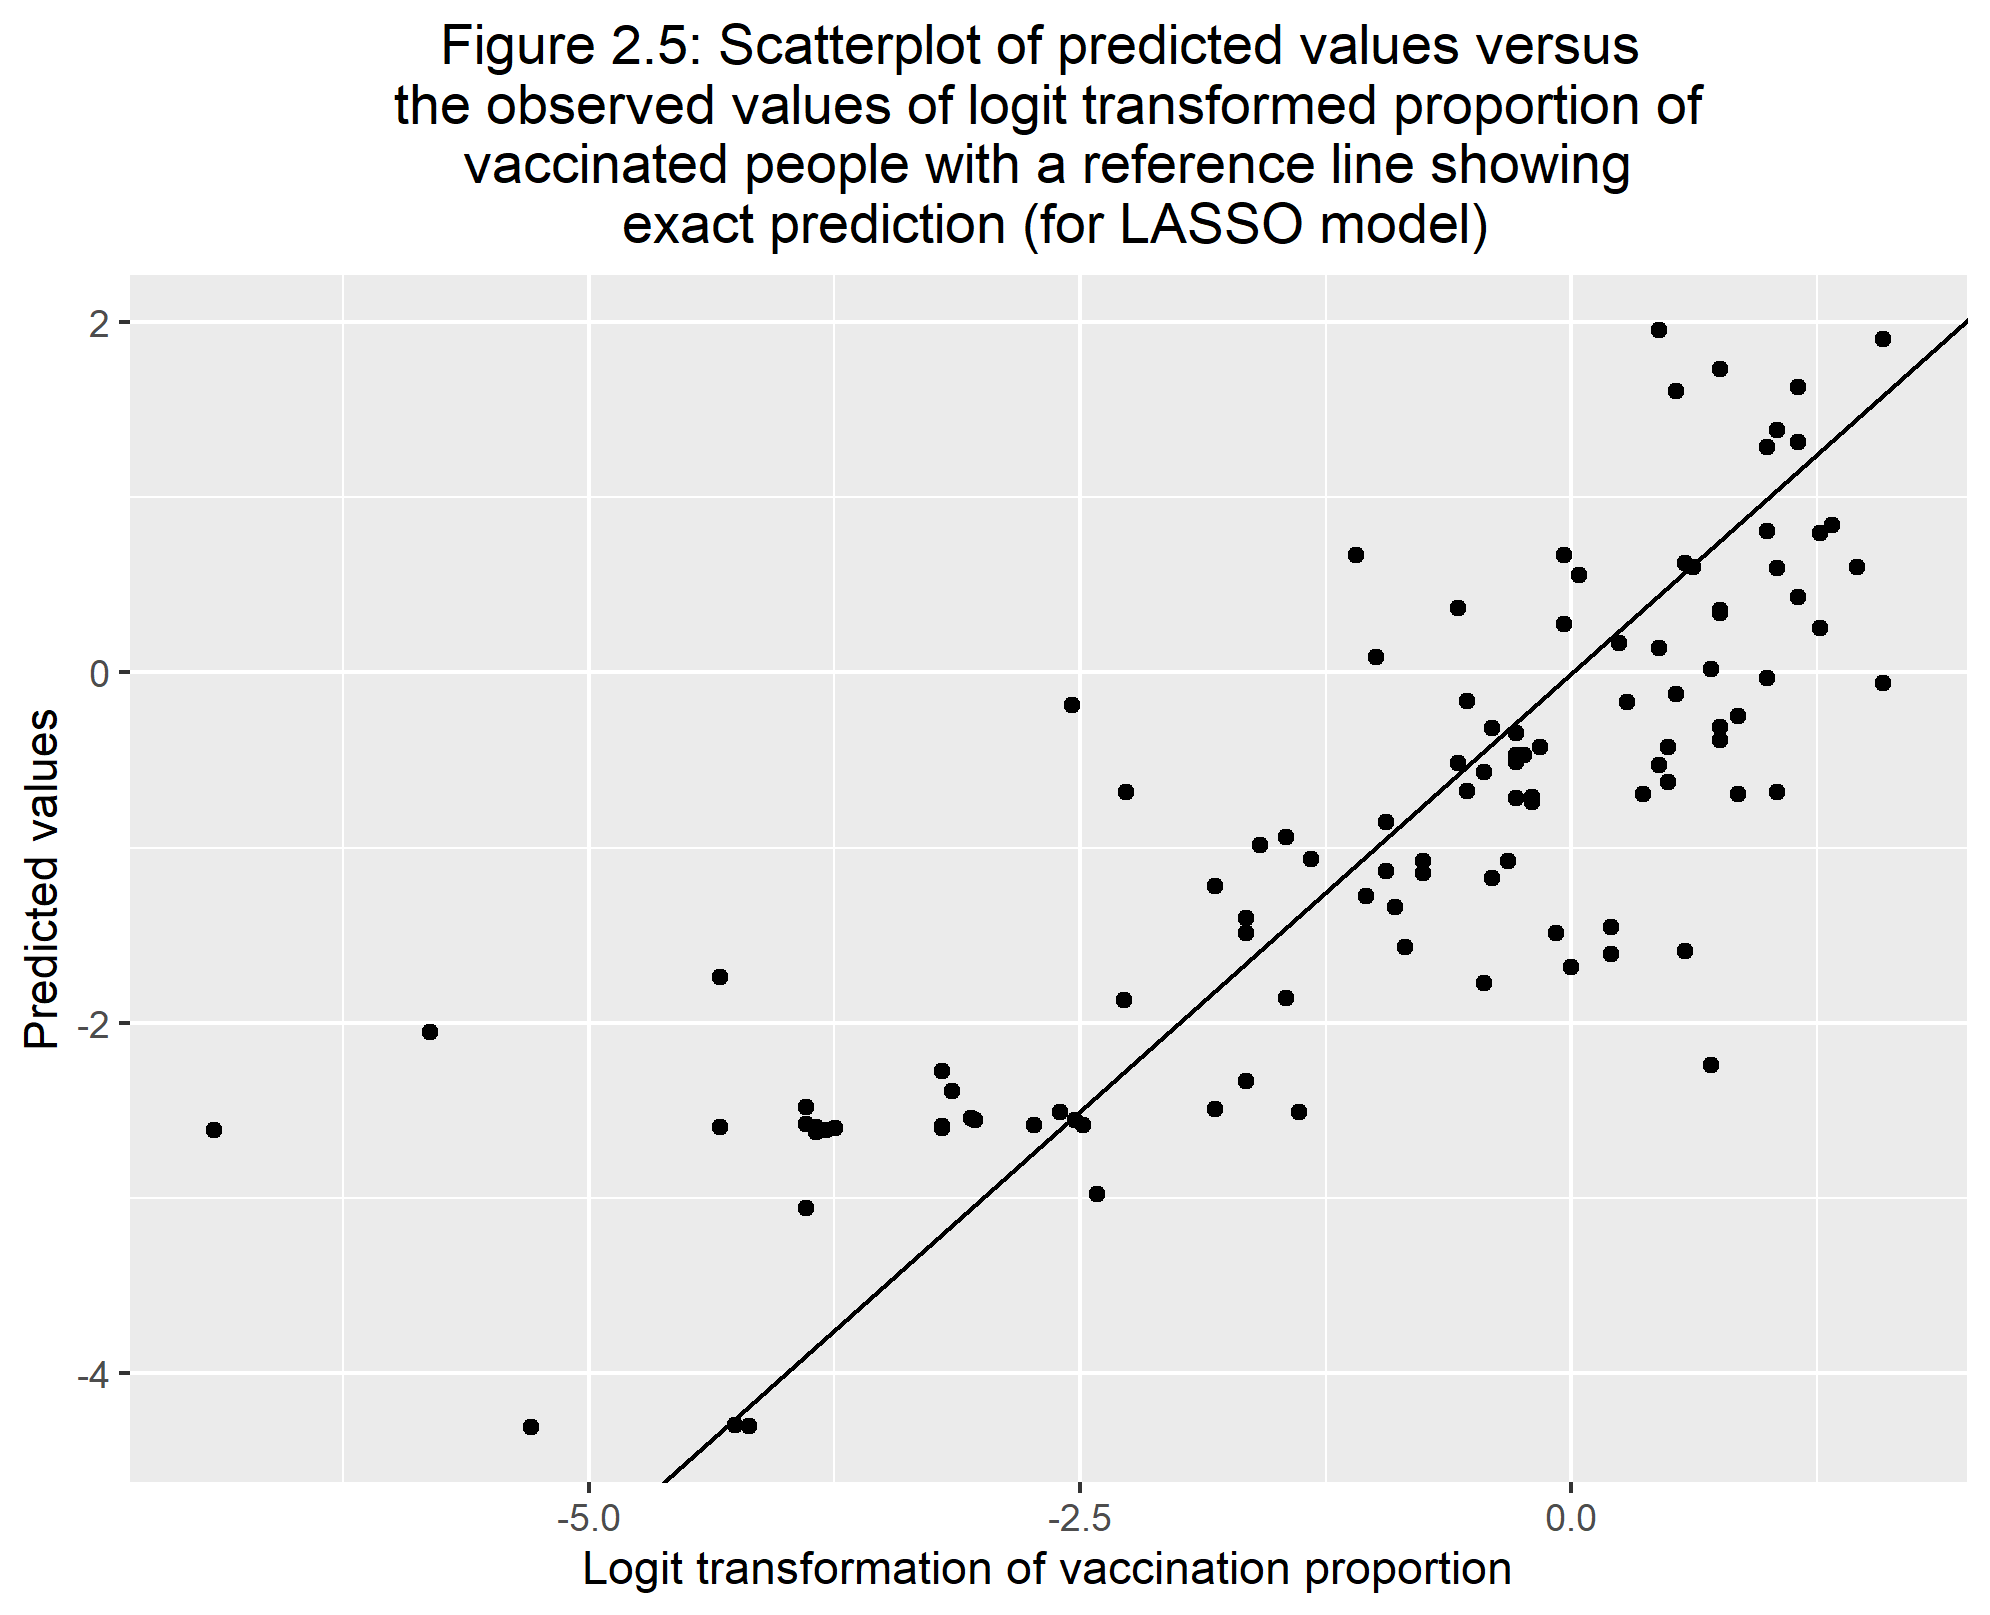 Figure 2.5: Scatterplot of predicted values versus
the observed values of logit transformed proportion of
vaccinated people with a reference line showing
exact prediction (for LASSO model)
2
0
-2
-4
Predicted values
-5.0
-2.5
0.0
Logit transformation of vaccination proportion